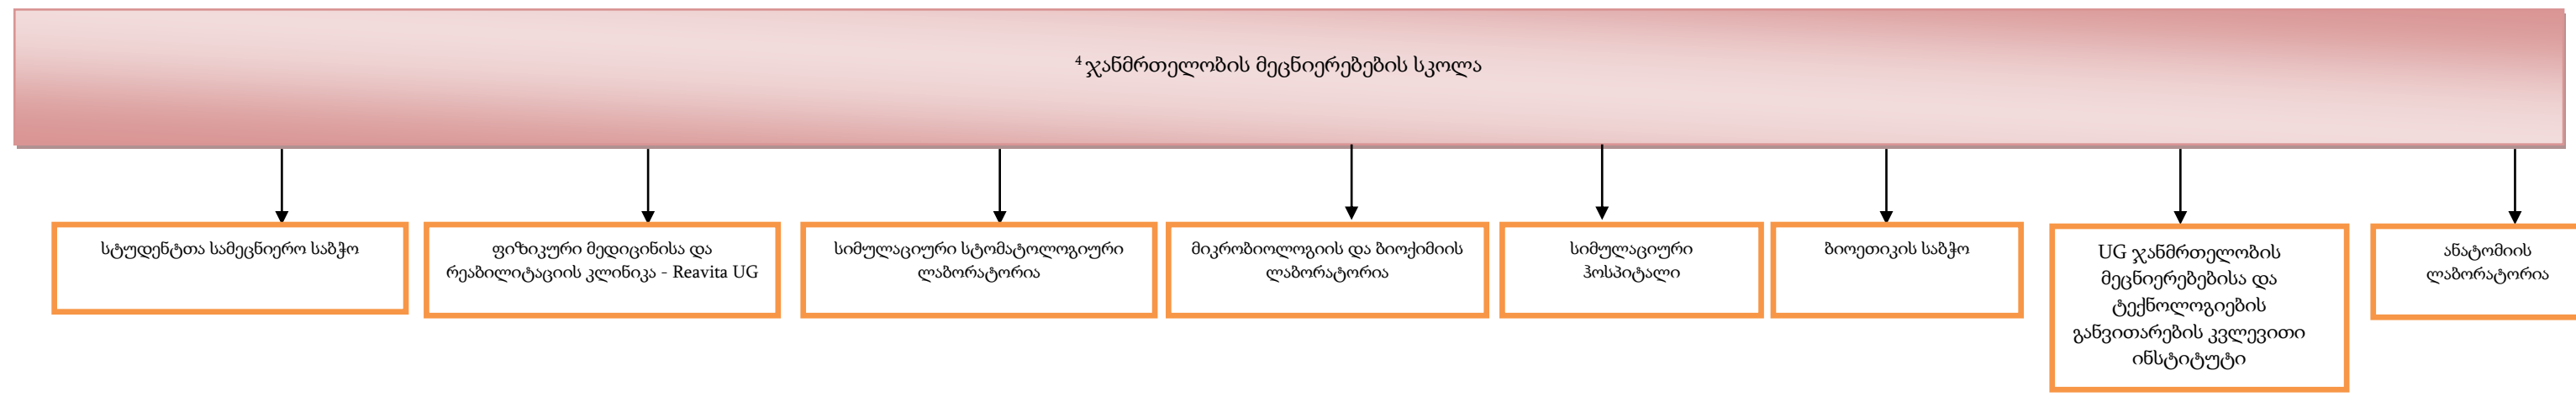 ⁴ ჯანმრთელობის მეცნიერებების სკოლა
სტუდენტთა სამეცნიერო საბჭო
ფიზიკური მედიცინისა და
რეაბილიტაციის კლინიკა - Reavita UG
სიმულაციური სტომატოლოგიური
ლაბორატორია
მიკრობიოლოგიის და ბიოქიმიის
ლაბორატორია
სიმულაციური
ჰოსპიტალი
ბიოეთიკის საბჭო
UG ჯანმრთელობის
მეცნიერებებისა და
ტექნოლოგიების
განვითარების კვლევითი
ინსტიტუტი
ანატომიის
ლაბორატორია